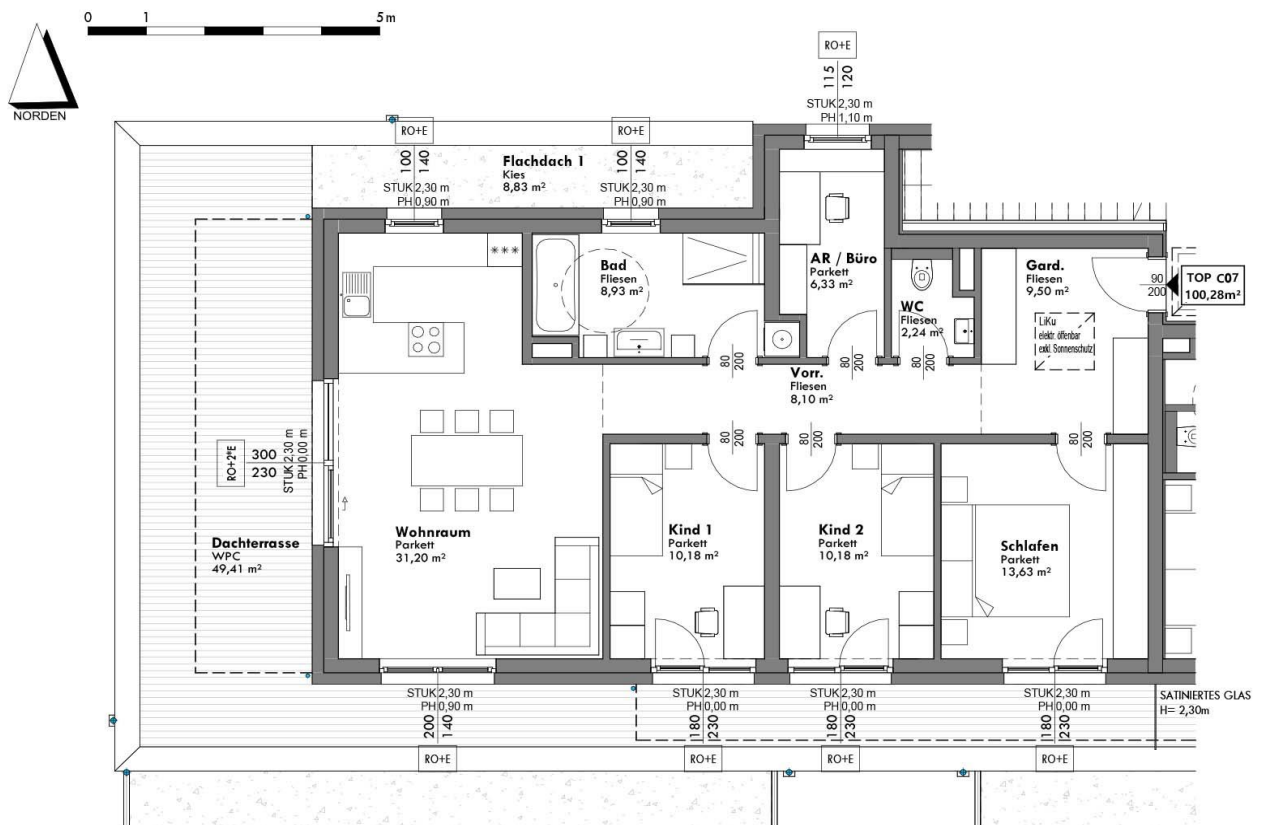 0 1 5 m
NORDEN
RO+E
115
120
STUK 2,30 m
PH 1,10 m
RO+E
100
140
STUK 2,30 m
PH 0,90 m
Flachdach 1
Kies
8,83 m²
RO+E
100
140
STUK 2,30 m
PH 0,90 m
***
Bad
Fliesen
8,93 m²
AR / Büro
Parkett
6,33 m²
WC
Fliesen
2,24 m²
Gard.
Fliesen
9,50 m²
LiKu
elektr. öffenbar
exkl. Sonnenschutz
90
200
TOP C07
100,28m²
80
200
80
200
80
200
Vorr.
Fliesen
8,10 m²
80
200
80
200
80
200
RO+2*E
300
230
STUK 2,30 m
PH 0,00 m
Dachterrasse
WPC
49,41 m²
Wohnraum
Parkett
31,20 m²
Kind 1
Parkett
10,18 m²
Kind 2
Parkett
10,18 m²
Schlafen
Parkett
13,63 m²
STUK 2,30 m
PH 0,90 m
200
140
RO+E
STUK 2,30 m
PH 0,00 m
180
230
RO+E
STUK 2,30 m
PH 0,00 m
180
230
RO+E
STUK 2,30 m
PH 0,00 m
180
230
RO+E
SATINIERTES GLAS
H= 2,30m